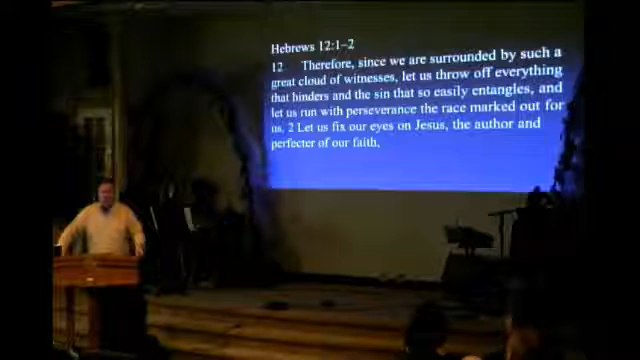 Hebrews 12:1–2
12 Therefore, since we are surrounded by such a
great cloud of witnesses, let us throw off everything
that hinders and the sin that so easily entangles, and
let us run with perseverance the race marked out for
us, 2 Let us fix our eyes on Jesus, the author and
perfecter of our faith,